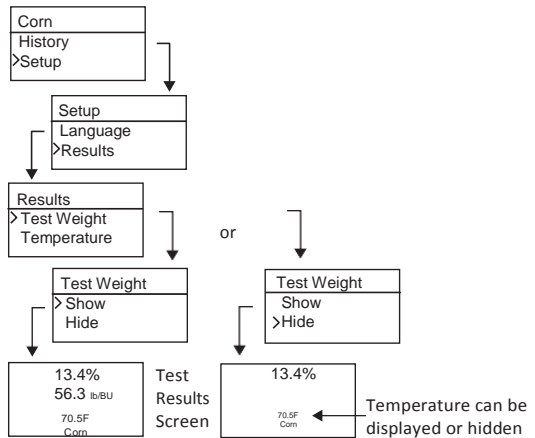 Corn
History
>Setup
Setup
Language
>Results
Results
>Test Weight
Temperature
or
Test Weight
>Show
Hide
Test Weight
Show
>Hide
13.4%
56.3 lb/BU
70.5F
Corn
Test
Results
Screen
13.4%
70.5F
Corn
Temperature can be
displayed or hidden